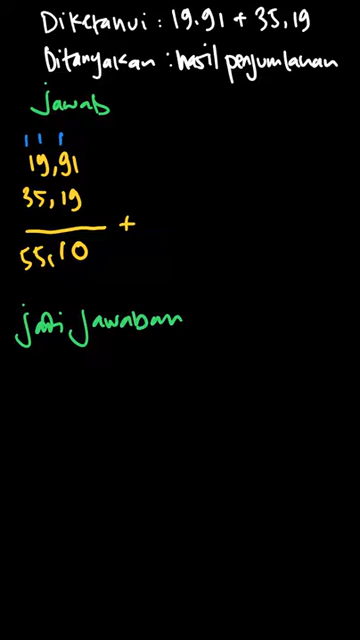 Diketahui : 19.91 + 35,19
Ditanyakan : hasil penjumlahan
jawab
1 1 1
19,91
35,19
+
55,10
jadi jawaban